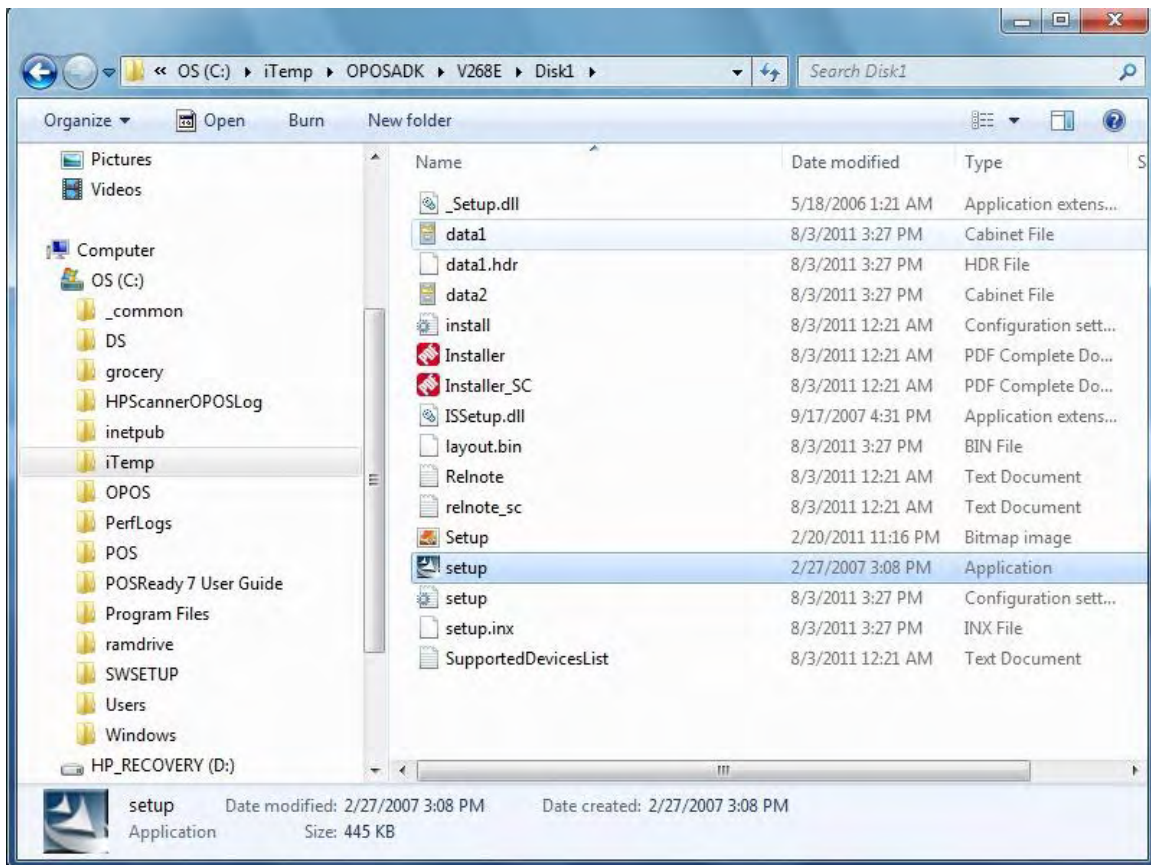 « OS (C:) ▸ iTemp ▸ OPOSADK ▸ V268E ▸ Disk1 ▸ Search Disk1
Organize Open Burn New folder
Pictures
Videos
Computer
OS (C:)
_common
DS
grocery
HPScannerOPOSLog
inetpub
iTemp
OPOS
PerfLogs
POS
POSReady 7 User Guide
Program Files
ramdrive
SWSETUP
Users
Windows
HP_RECOVERY (D:)
Name Date modified Type S
_Setup.dll 5/18/2006 1:21 AM Application extens...
data1 8/3/2011 3:27 PM Cabinet File
data1.hdr 8/3/2011 3:27 PM HDR File
data2 8/3/2011 3:27 PM Cabinet File
install 8/3/2011 12:21 AM Configuration sett...
Installer 8/3/2011 12:21 AM PDF Complete Do...
Installer_SC 8/3/2011 12:21 AM PDF Complete Do...
ISSetup.dll 9/17/2007 4:31 PM Application extens...
layout.bin 8/3/2011 3:27 PM BIN File
Relnote 8/3/2011 12:21 AM Text Document
relnote_sc 8/3/2011 12:21 AM Text Document
Setup 2/20/2011 11:16 PM Bitmap image
setup 2/27/2007 3:08 PM Application
setup 8/3/2011 3:27 PM Configuration sett...
setup.inx 8/3/2011 3:27 PM INX File
SupportedDevicesList 8/3/2011 12:21 AM Text Document
setup Date modified: 2/27/2007 3:08 PM Date created: 2/27/2007 3:08 PM
Application Size: 445 KB